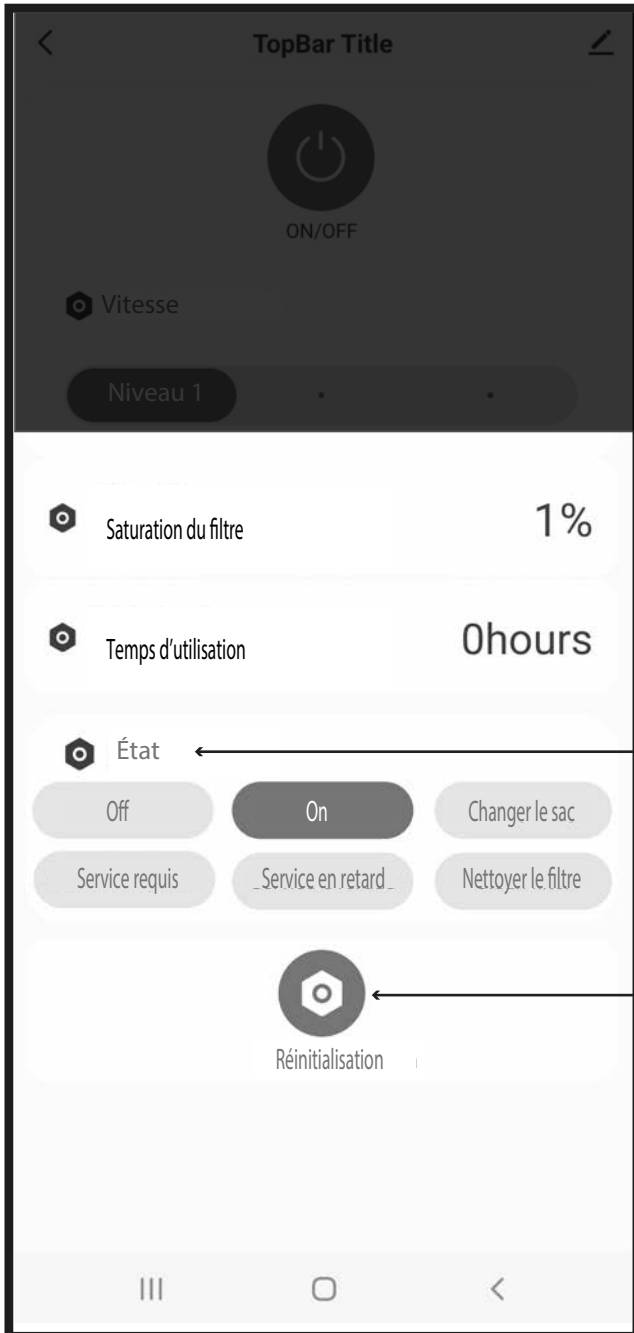 TopBar Title
ON/OFF
Vitesse
Niveau 1
Saturation du filtre
1%
Temps d'utilisation
0hours
État
Off On Changer le sac
Service requis Service en retard Nettoyer le filtre
Réinitialisation